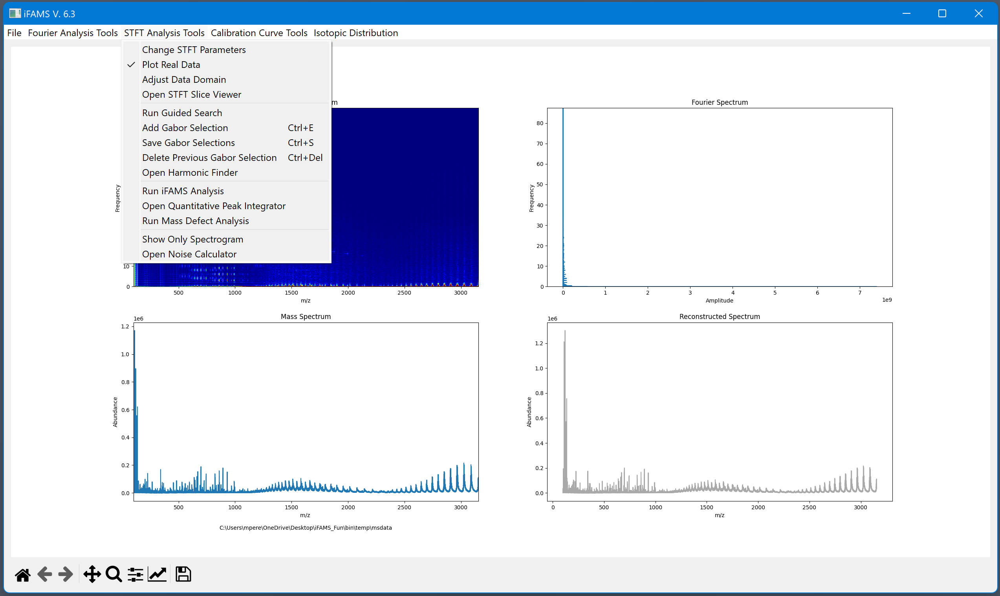 iFAMS V. 6.3
File Fourier Analysis Tools STFT Analysis Tools Calibration Curve Tools Isotopic Distribution
Change STFT Parameters
Plot Real Data
Adjust Data Domain
Open STFT Slice Viewer
Run Guided Search
Add Gabor Selection Ctrl+E
Save Gabor Selections Ctrl+S
Delete Previous Gabor Selection Ctrl+Del
Open Harmonic Finder
Run iFAMS Analysis
Open Quantitative Peak Integrator
Run Mass Defect Analysis
Show Only Spectrogram
Open Noise Calculator
m
Frequency
10
0
500 1000 1500 2000 2500 3000
m/z
Fourier Spectrum
Frequency
80
70
60
50
40
30
20
10
0
0 1 2 3 4 5 6 7
Amplitude
1e9
Mass Spectrum
1e6
Abundance
1.2
1.0
0.8
0.6
0.4
0.2
0.0
500 1000 1500 2000 2500 3000
m/z
C:\Users\mpere\OneDrive\Desktop\iFAMS_Fun\bin\temp\msdata
Reconstructed Spectrum
1e6
Abundance
1.2
1.0
0.8
0.6
0.4
0.2
0.0
0 500 1000 1500 2000 2500 3000
m/z